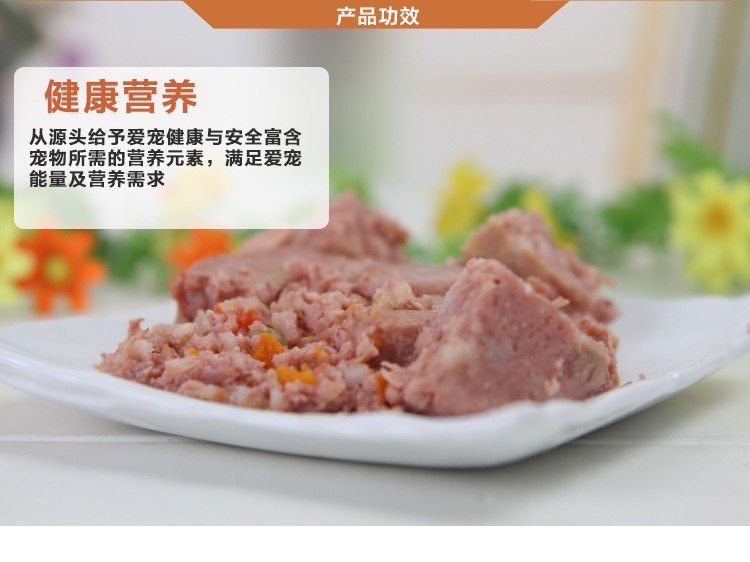 产品功效
健康营养
从源头给予爱宠健康与安全富含
宠物所需的营养元素，满足爱宠
能量及营养需求